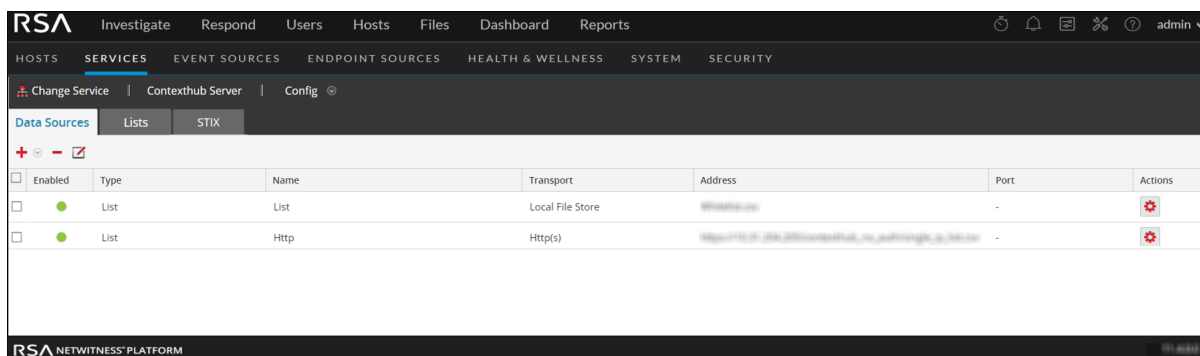 RSA Investigate Respond Users Hosts Files Dashboard Reports admin
HOSTS SERVICES EVENT SOURCES ENDPOINT SOURCES HEALTH & WELLNESS SYSTEM SECURITY
Change Service | Contexthub Server | Config
Data Sources Lists STIX
Enabled Type Name Transport Address Port Actions
List List Local File Store -
List Http Http(s) -
RSA NETWITNESS® PLATFORM